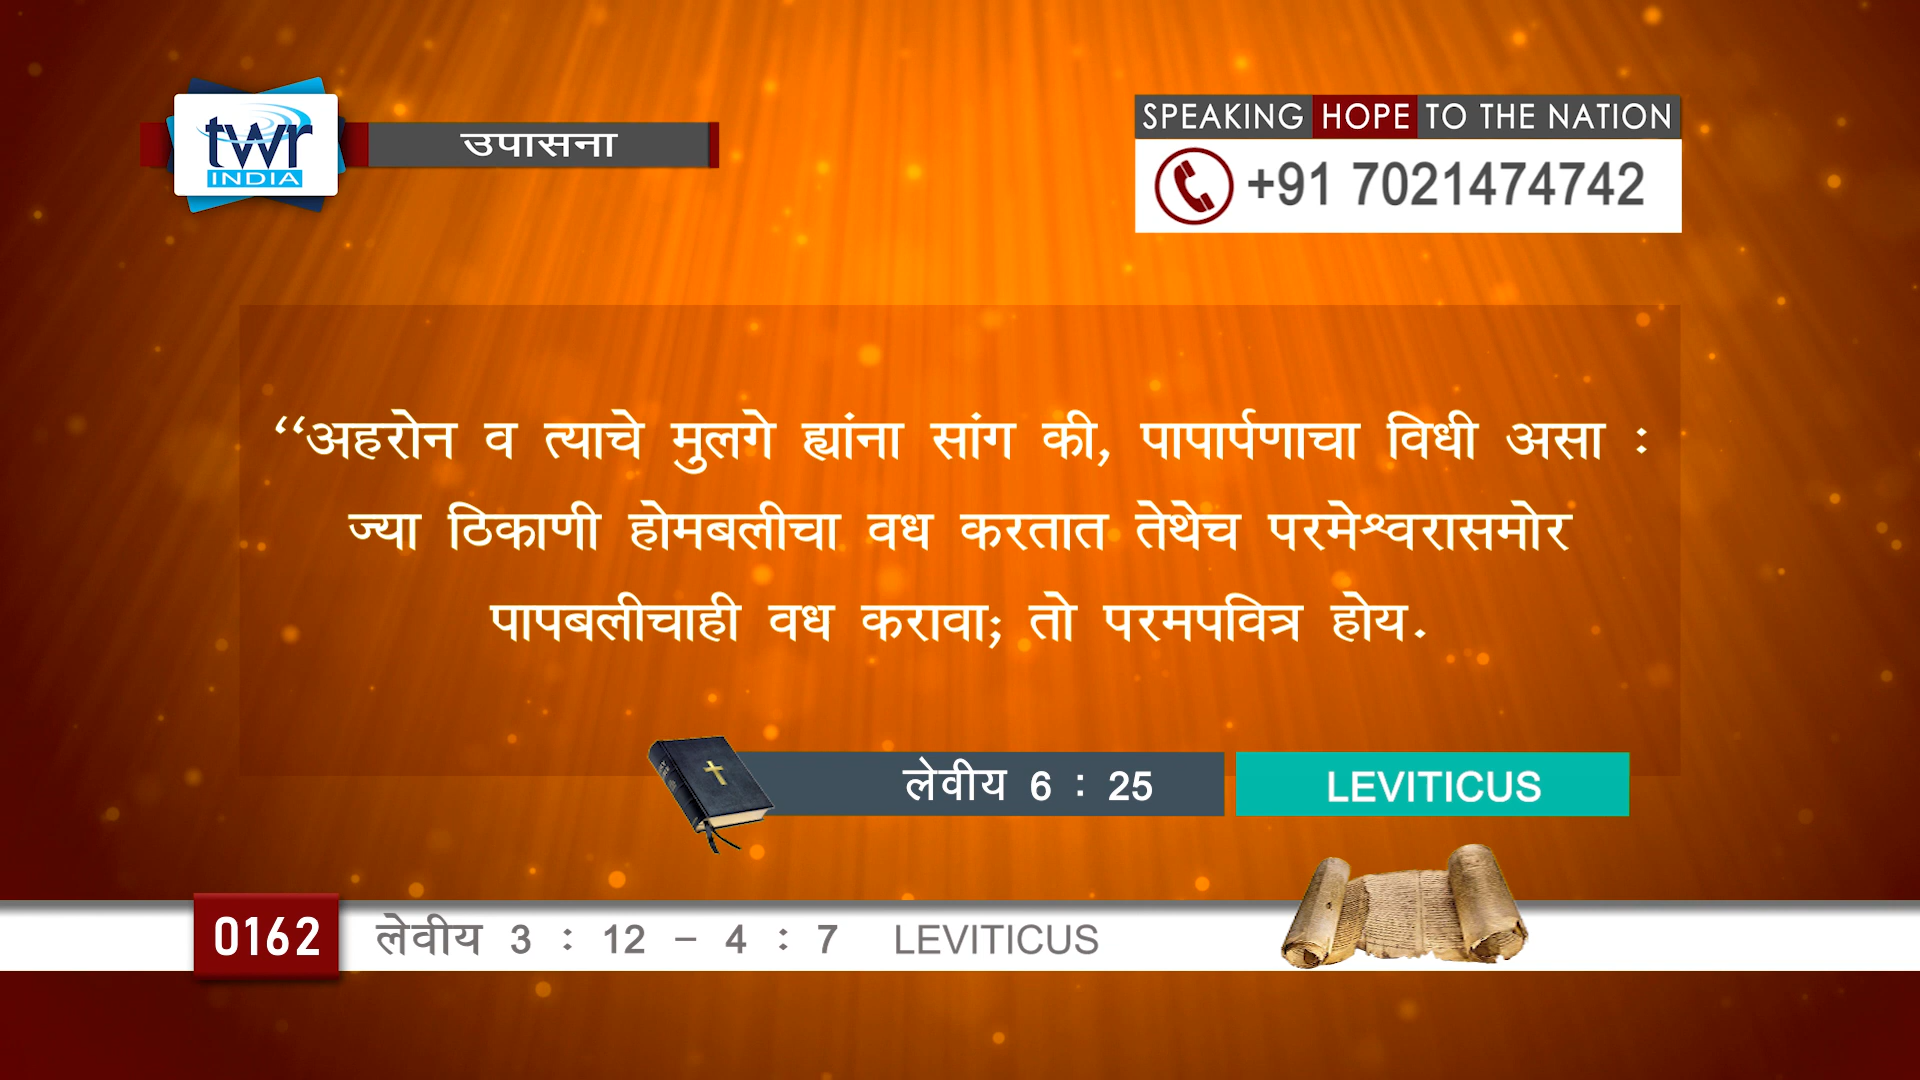 twr
INDIA
उपासना
SPEAKING HOPE TO THE NATION
+91 7021474742
‘‘अहरोन व त्याचे मुलगे ह्यांना सांग की, पापार्पणाचा विधी असा :
ज्या ठिकाणी होमबलीचा वध करतात तेथेच परमेश्वरासमोर
पापबलीचाही वध करावा; तो परमपवित्र होय.
लेवीय 6 : 25
LEVITICUS
0162
लेवीय 3 : 12 – 4 : 7 LEVITICUS